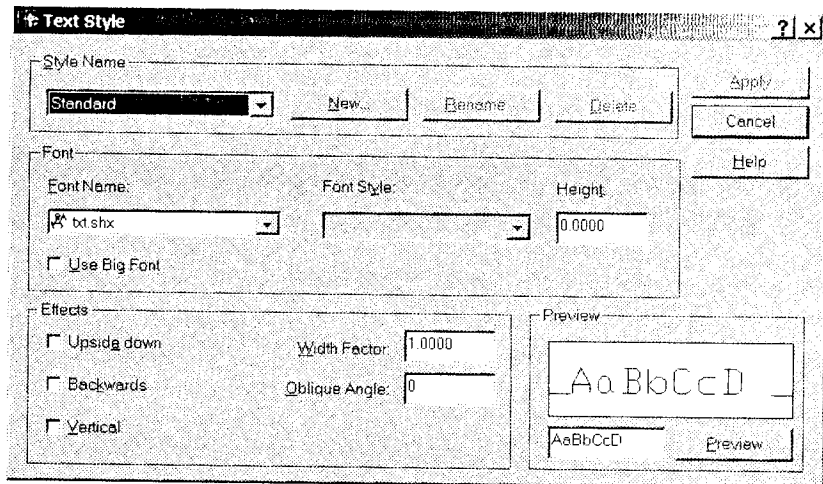 Text Style
? x
Style Name
Standard
New...
Rename
Delete
Apply
Cancel
Help
Font
Font Name:
Font Style:
Height:
txt.shx
0.0000
Use Big Font
Effects
Upside down
Width Factor: 1.0000
Backwards
Oblique Angle: 0
Vertical
Preview
AaBbCcD
AaBbCcD
Preview